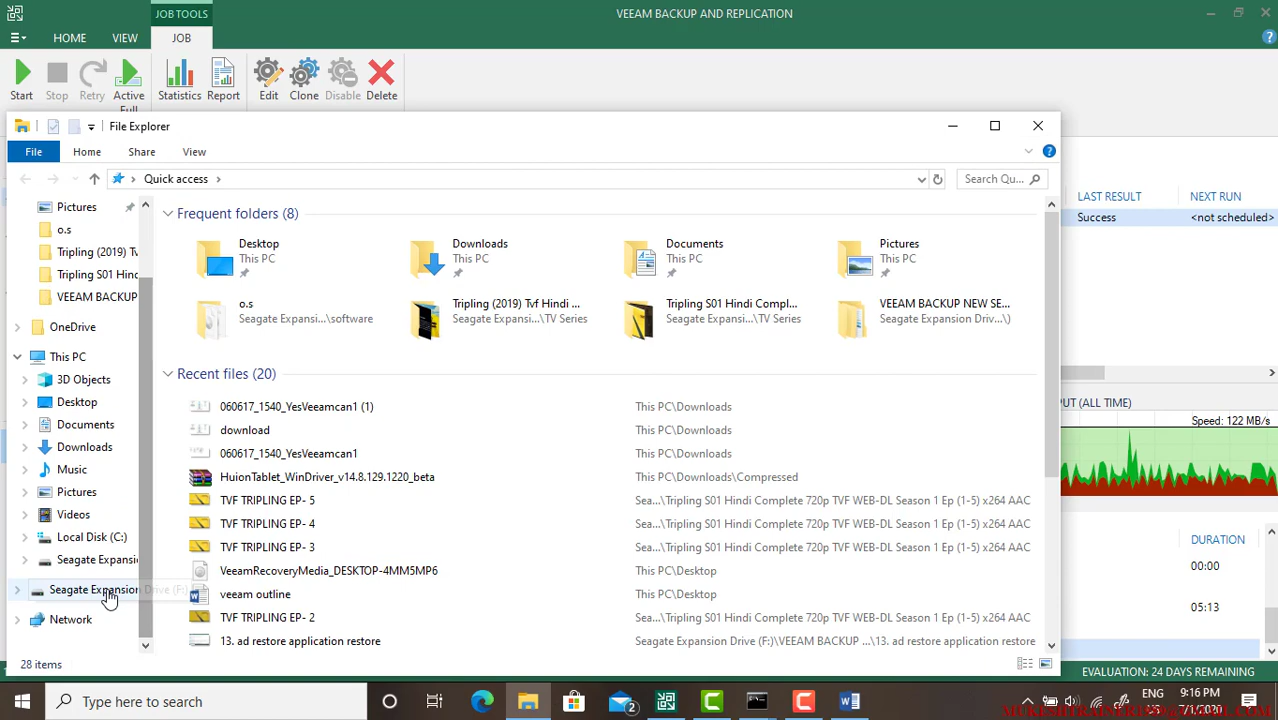 JOB TOOLS
VEEAM BACKUP AND REPLICATION
HOME
VIEW
JOB
Start
Stop
Retry
Active
Full
Statistics
Report
Edit
Clone
Disable
Delete
File Explorer
File
Home
Share
View
Quick access
Search Qu...
LAST RESULT
NEXT RUN
Success
<not scheduled>
Pictures
o.s
Tripling (2019) Tv
Tripling S01 Hind
VEEAM BACKUP
OneDrive
This PC
3D Objects
Desktop
Documents
Downloads
Music
Pictures
Videos
Local Disk (C:)
Seagate Expansi
Seagate Expansion Drive (F:)
Network
Frequent folders (8)
Desktop
This PC
Downloads
This PC
Documents
This PC
Pictures
This PC
o.s
Seagate Expansi...\software
Tripling (2019) Tvf Hindi ...
Seagate Expans...\TV Series
Tripling S01 Hindi Compl...
Seagate Expans...\TV Series
VEEAM BACKUP NEW SE...
Seagate Expansion Driv...\)
Recent files (20)
060617_1540_YesVeeamcan1 (1)
This PC\Downloads
download
This PC\Downloads
060617_1540_YesVeeamcan1
This PC\Downloads
HuionTablet_WinDriver_v14.8.129.1220_beta
This PC\Downloads\Compressed
TVF TRIPLING EP- 5
Sea...\Tripling S01 Hindi Complete 720p TVF WEB-DL Season 1 Ep (1-5) x264 AAC
TVF TRIPLING EP- 4
Sea...\Tripling S01 Hindi Complete 720p TVF WEB-DL Season 1 Ep (1-5) x264 AAC
TVF TRIPLING EP- 3
Sea...\Tripling S01 Hindi Complete 720p TVF WEB-DL Season 1 Ep (1-5) x264 AAC
VeeamRecoveryMedia_DESKTOP-4MM5MP6
This PC\Desktop
veeam outline
This PC\Desktop
TVF TRIPLING EP- 2
Sea...\Tripling S01 Hindi Complete 720p TVF WEB-DL Season 1 Ep (1-5) x264 AAC
13. ad restore application restore
Seagate Expansion Drive (F:)\VEEAM BACKUP ...\13. ad restore application restore
28 items
PUT (ALL TIME)
Speed: 122 MB/s
DURATION
00:00
05:13
EVALUATION: 24 DAYS REMAINING
Type here to search
2
ENG
9:16 PM
7/1/2020